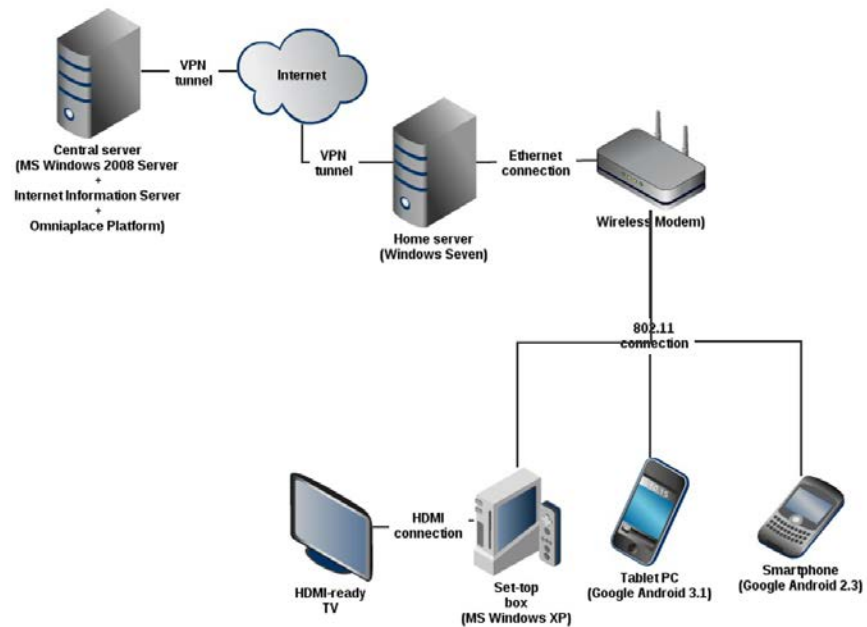 VPN
tunnel
Internet
Central server
(MS Windows 2008 Server
+
Internet Information Server
+
Omniaplace Platform)
VPN
tunnel
Home server
(Windows Seven)
Ethernet
connection
Wireless Modem)
802.11
connection
HDMI
connection
HDMI-ready
TV
Set-top
box
(MS Windows XP)
Tablet PC
(Google Android 3.1)
Smartphone
(Google Android 2.3)